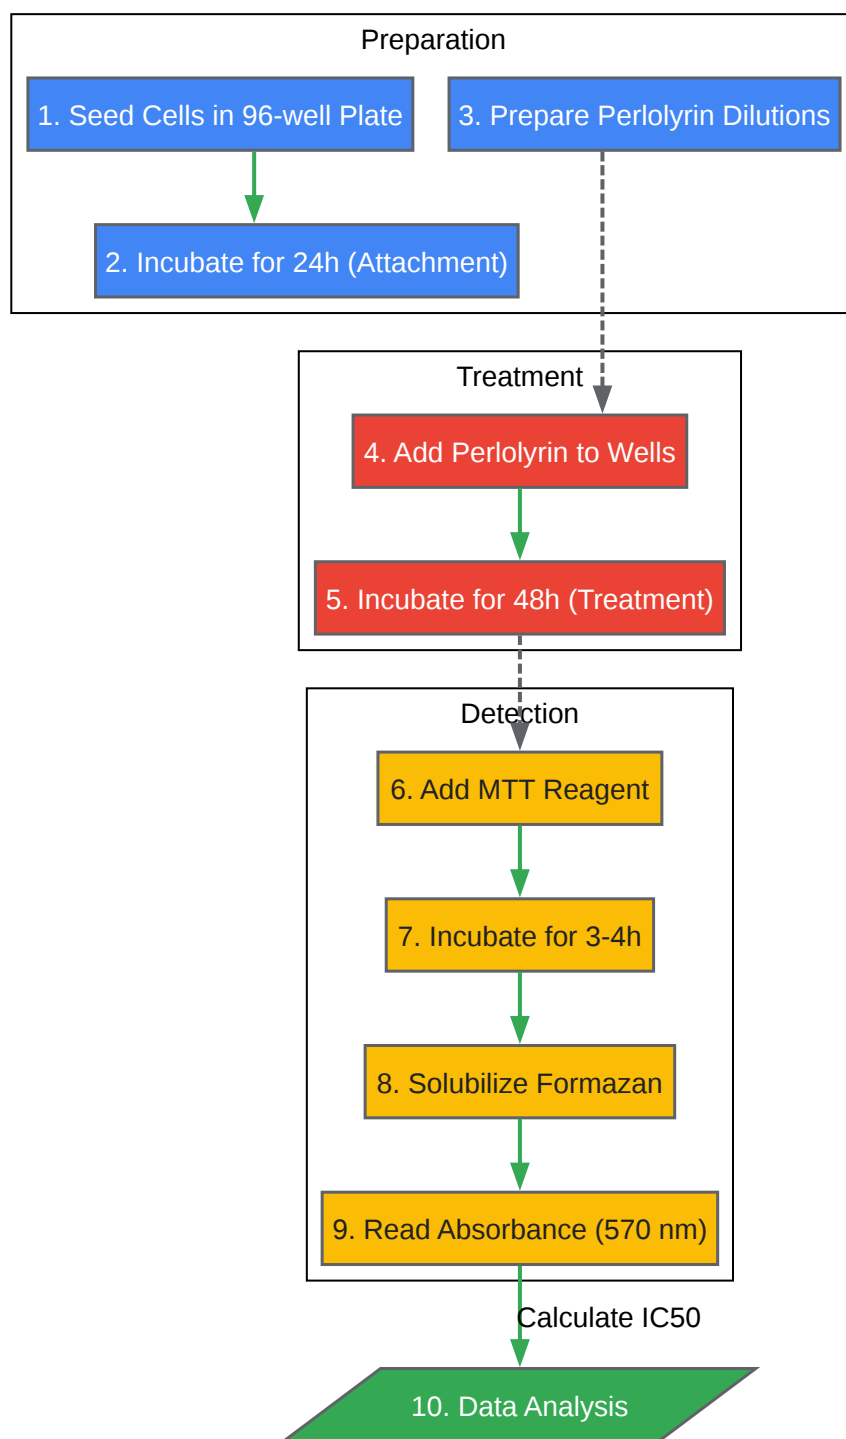 Preparation
1. Seed Cells in 96-well Plate
3. Prepare Perlolyrin Dilutions
2. Incubate for 24h (Attachment)
Treatment
4. Add Perlolyrin to Wells
5. Incubate for 48h (Treatment)
Detection
6. Add MTT Reagent
7. Incubate for 3-4h
8. Solubilize Formazan
9. Read Absorbance (570 nm)
Calculate IC50
10. Data Analysis